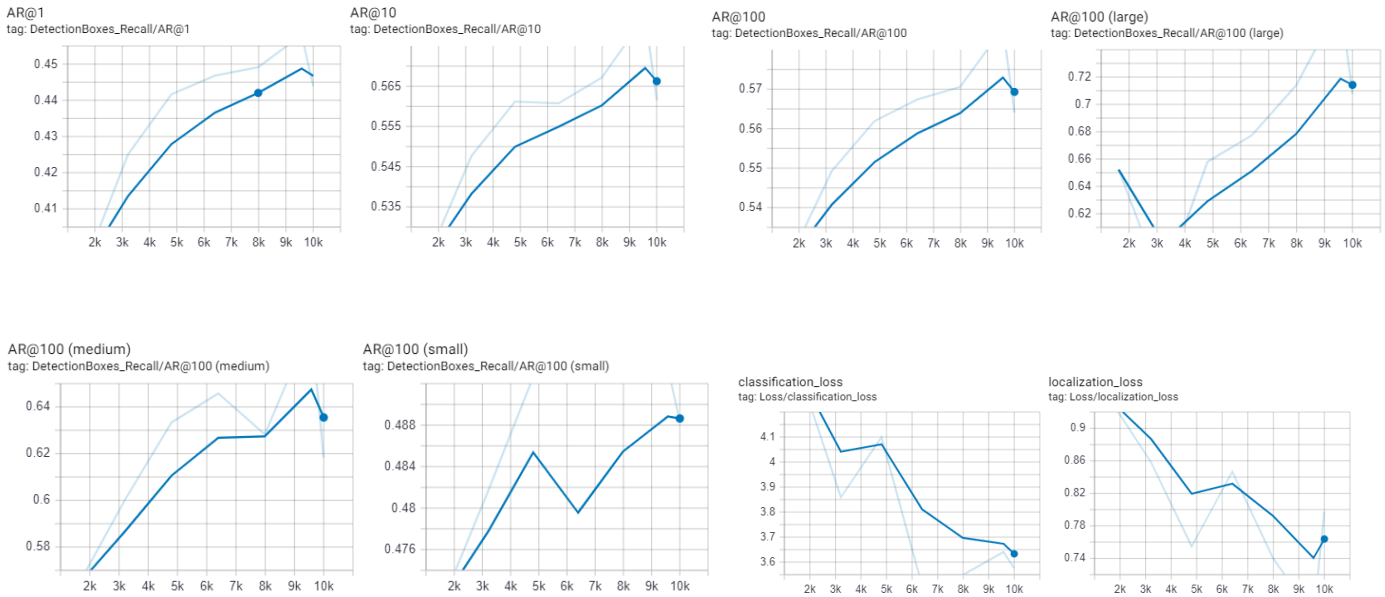 AR@1
tag: DetectionBoxes_Recall/AR@1
0.45
0.44
0.43
0.42
0.41
2k 3k 4k 5k 6k 7k 8k 9k 10k
AR@10
tag: DetectionBoxes_Recall/AR@10
0.565
0.555
0.545
0.535
2k 3k 4k 5k 6k 7k 8k 9k 10k
AR@100
tag: DetectionBoxes_Recall/AR@100
0.57
0.56
0.55
0.54
2k 3k 4k 5k 6k 7k 8k 9k 10k
AR@100 (large)
tag: DetectionBoxes_Recall/AR@100 (large)
0.72
0.7
0.68
0.66
0.64
0.62
2k 3k 4k 5k 6k 7k 8k 9k 10k
AR@100 (medium)
tag: DetectionBoxes_Recall/AR@100 (medium)
0.64
0.62
0.6
0.58
2k 3k 4k 5k 6k 7k 8k 9k 10k
AR@100 (small)
tag: DetectionBoxes_Recall/AR@100 (small)
0.488
0.484
0.48
0.476
2k 3k 4k 5k 6k 7k 8k 9k 10k
classification_loss
tag: Loss/classification_loss
4.1
4
3.9
3.8
3.7
3.6
2k 3k 4k 5k 6k 7k 8k 9k 10k
localization_loss
tag: Loss/localization_loss
0.9
0.86
0.82
0.78
0.74
2k 3k 4k 5k 6k 7k 8k 9k 10k